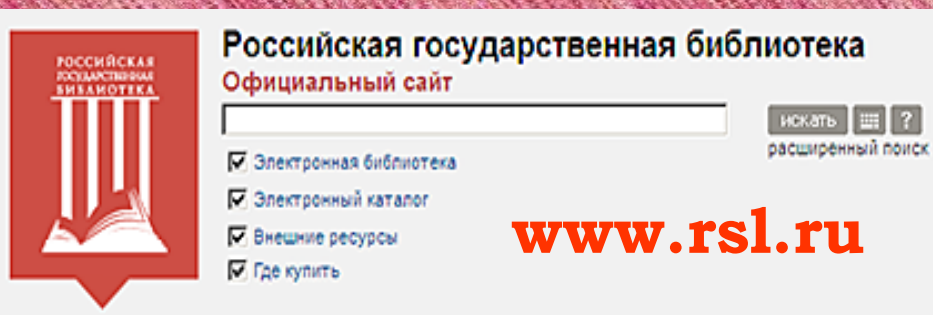 РОССИЙСКАЯ
ГОСУДАРСТВЕННАЯ
БИБЛИОТЕКА
Российская государственная библиотека
Официальный сайт
искать ?
расширенный поиск
Электронная библиотека
Электронный каталог
Внешние ресурсы
Где купить
www.rsl.ru